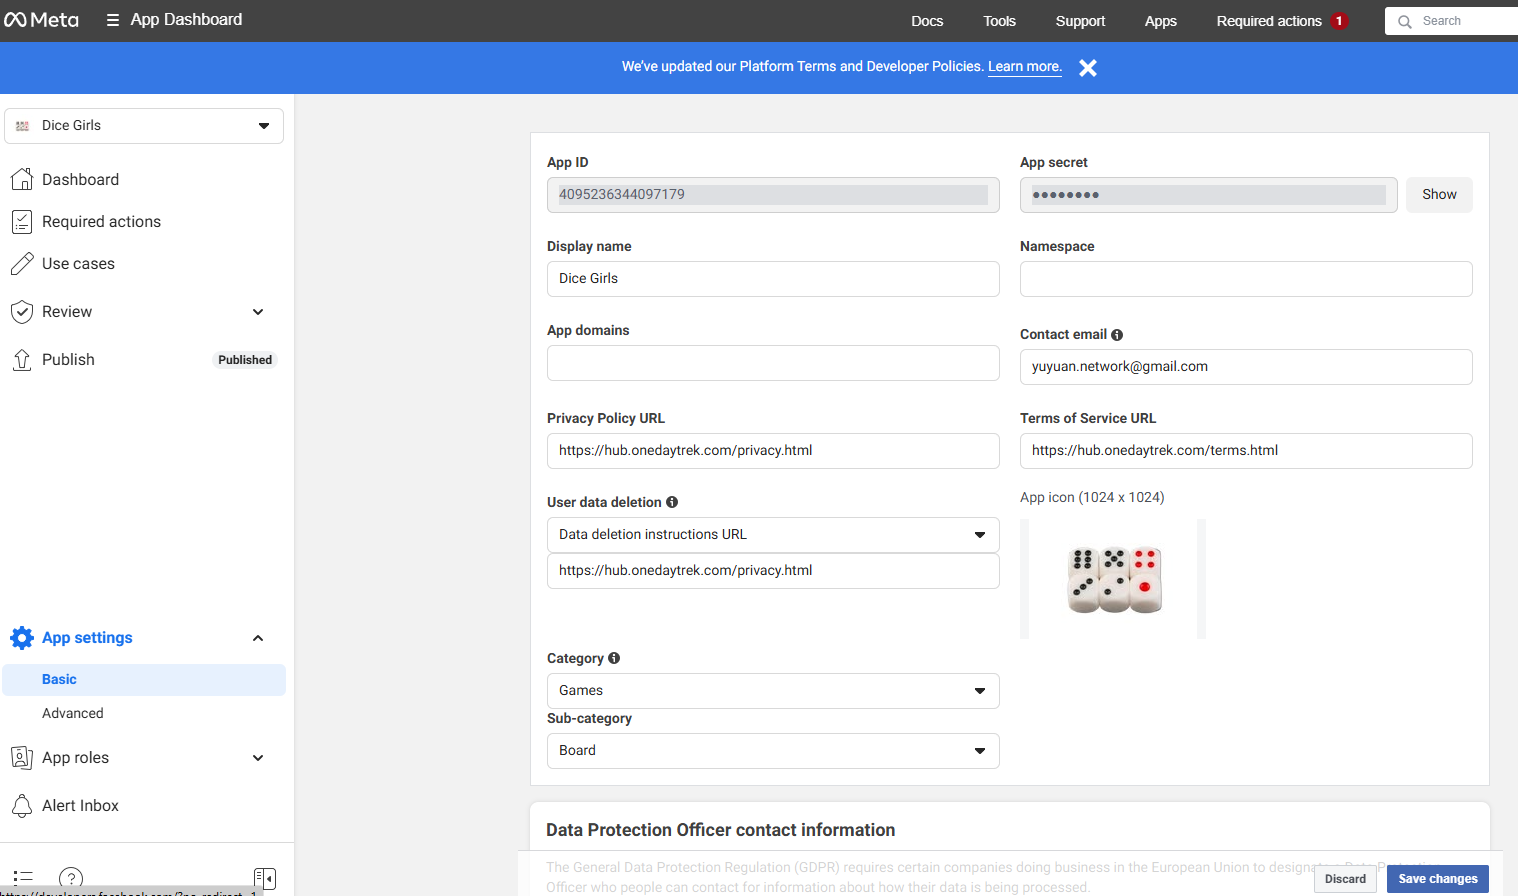 Meta
App Dashboard
Docs
Tools
Support
Apps
Required actions
1
Search
We've updated our Platform Terms and Developer Policies. Learn more.
Dice Girls
Dashboard
Required actions
Use cases
Review
Publish
Published
App settings
Basic
Advanced
App roles
Alert Inbox
App ID
4095236344097179
App secret
Show
Display name
Dice Girls
Namespace
App domains
Contact email
yuyuan.network@gmail.com
Privacy Policy URL
https://hub.onedaytrek.com/privacy.html
Terms of Service URL
https://hub.onedaytrek.com/terms.html
User data deletion
Data deletion instructions URL
https://hub.onedaytrek.com/privacy.html
App icon (1024 x 1024)
Category
Games
Sub-category
Board
Data Protection Officer contact information
The General Data Protection Regulation (GDPR) requires certain companies doing business in the European Union to designate a Data Protection
Officer who people can contact for information about how their data is being processed.
Discard
Save changes